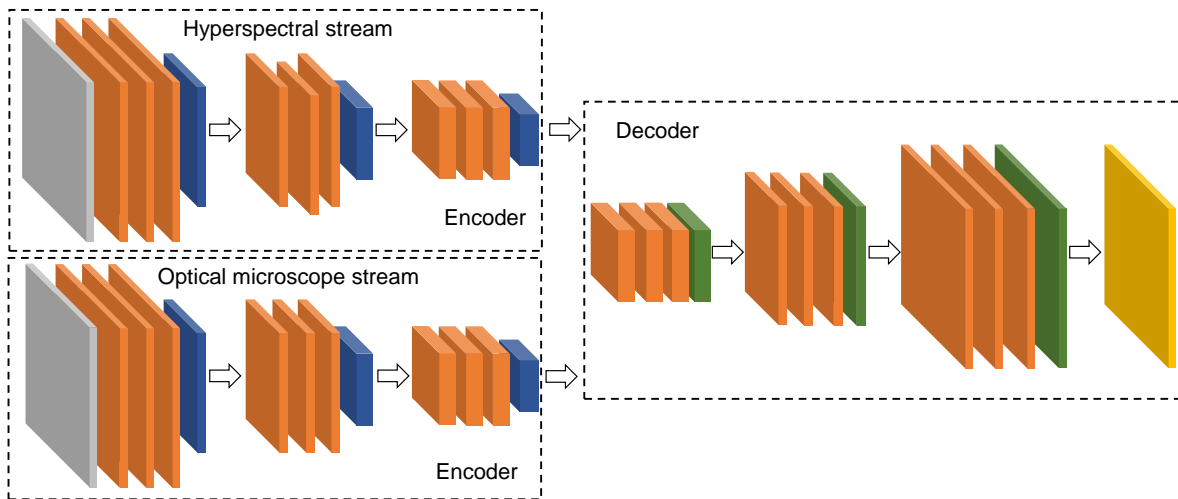 Hyperspectral stream
Encoder
Optical microscope stream
Encoder
Decoder